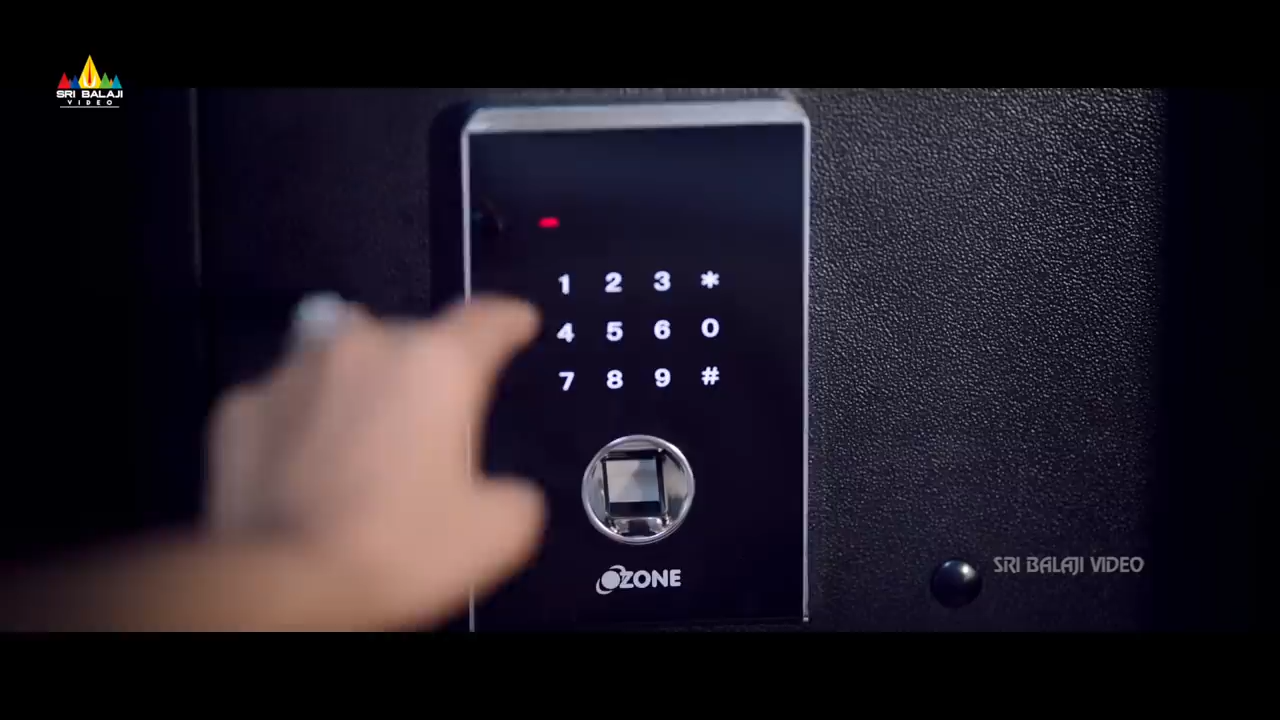 SRI BALAJI
VIDEO
1 2 3 *
4 5 6 0
7 8 9 #
OZONE
SRI BALAJI VIDEO